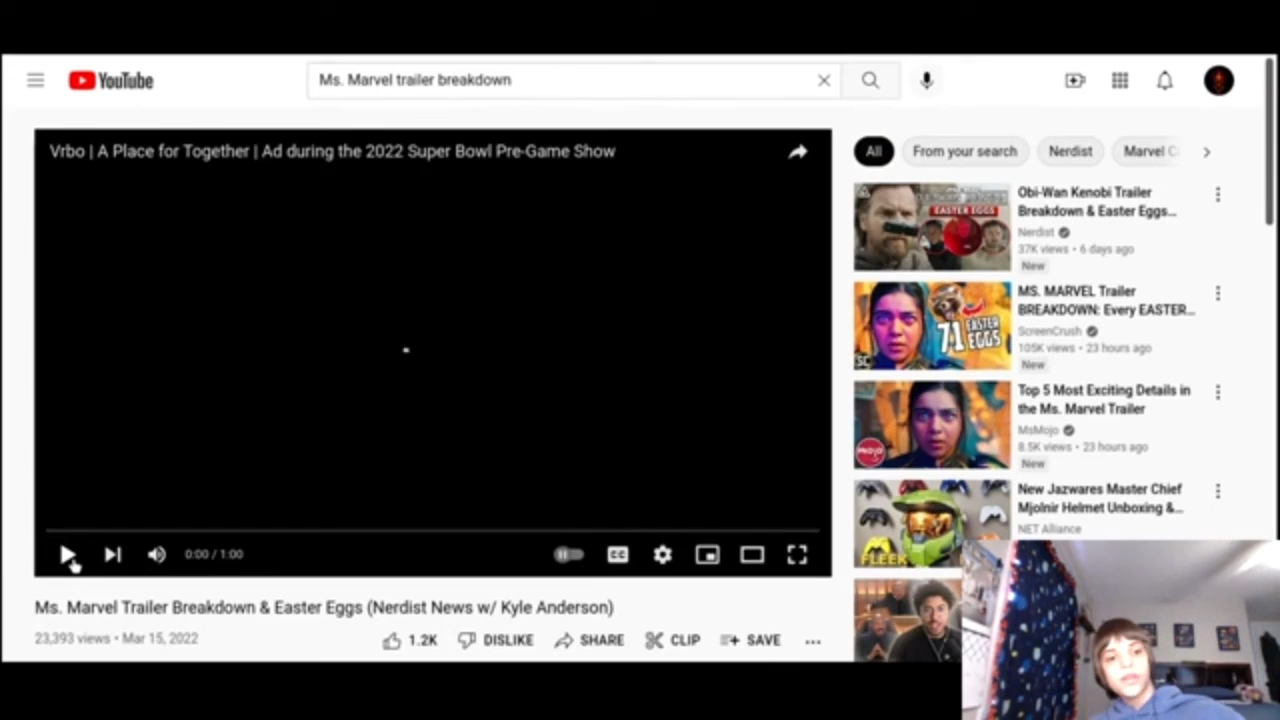 YouTube
Ms. Marvel trailer breakdown
Vrbo | A Place for Together | Ad during the 2022 Super Bowl Pre-Game Show
0:00 / 1:00
CC
Ms. Marvel Trailer Breakdown & Easter Eggs (Nerdist News w/ Kyle Anderson)
23,393 views • Mar 15, 2022
1.2K
DISLIKE
SHARE
CLIP
SAVE
All
From your search
Nerdist
Marvel
EASTER EGGS
Obi-Wan Kenobi Trailer
Breakdown & Easter Eggs...
Nerdist
37K views • 6 days ago
New
71
EASTER
EGGS
SC
MS. MARVEL Trailer
BREAKDOWN: Every EASTER...
ScreenCrush
105K views • 23 hours ago
New
MOJO
Top 5 Most Exciting Details in
the Ms. Marvel Trailer
MsMojo
8.5K views • 23 hours ago
New
FLEEK
New Jazwares Master Chief
Mjolnir Helmet Unboxing &...
NET Alliance